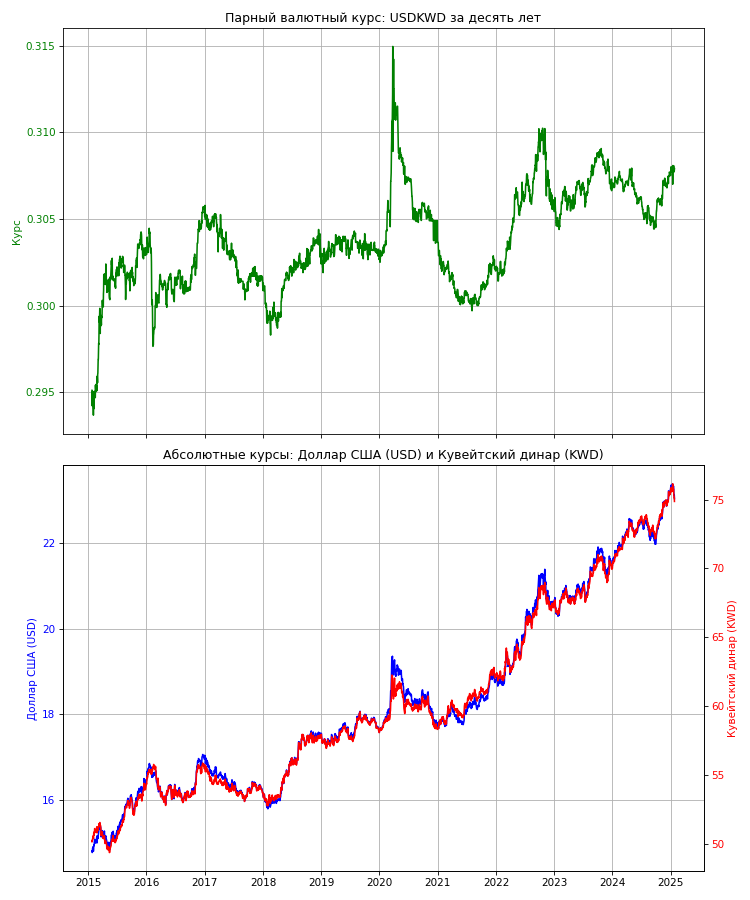 Парный валютный курс: USDKWD за десять лет
0.315
0.310
0.305
0.300
0.295
Курс
Абсолютные курсы: Доллар США (USD) и Кувейтский динар (KWD)
22
20
18
16
Доллар США (USD)
75
70
65
60
55
50
Кувейтский динар (KWD)
2015 2016 2017 2018 2019 2020 2021 2022 2023 2024 2025